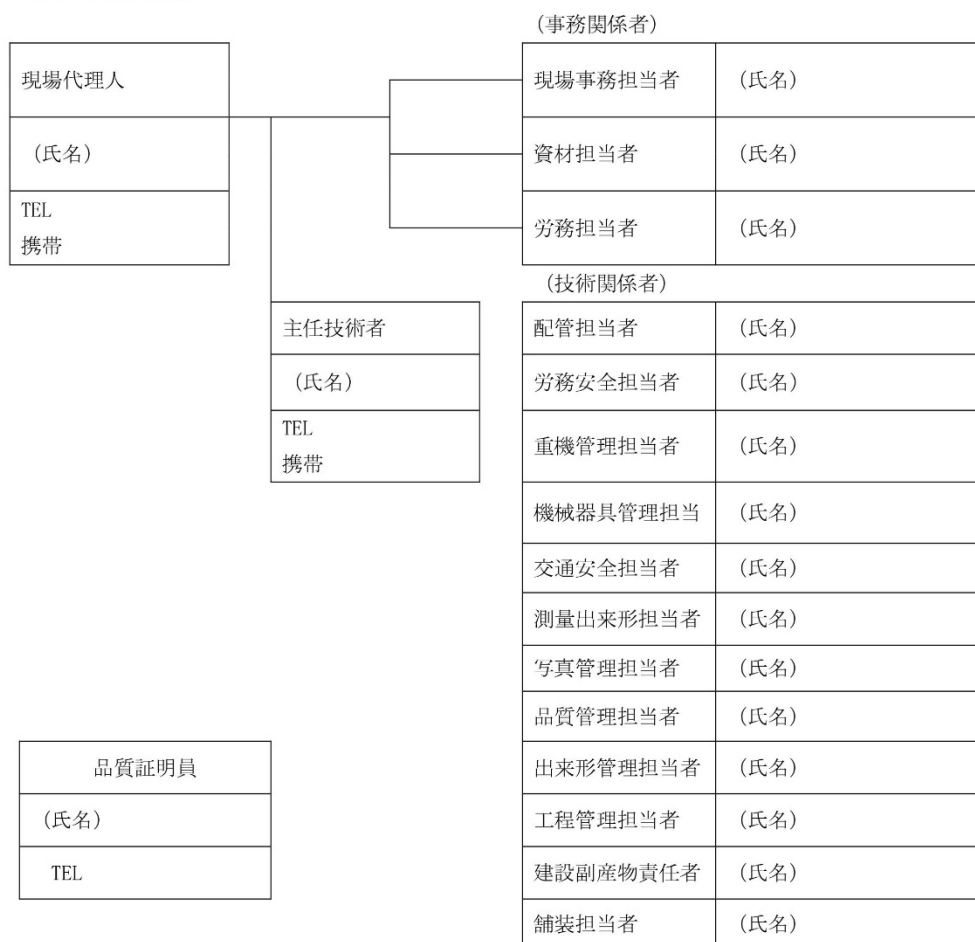 現場代理人
(氏名)
TEL
携帯
(事務関係者)
現場事務担当者 (氏名)
資材担当者 (氏名)
労務担当者 (氏名)
主任技術者
(氏名)
TEL
携帯
(技術関係者)
配管担当者 (氏名)
労務安全担当者 (氏名)
重機管理担当者 (氏名)
機械器具管理担当 (氏名)
交通安全担当者 (氏名)
測量出来形担当者 (氏名)
写真管理担当者 (氏名)
品質管理担当者 (氏名)
出来形管理担当者 (氏名)
工程管理担当者 (氏名)
建設副産物責任者 (氏名)
舗装担当者 (氏名)
品質証明員
(氏名)
TEL